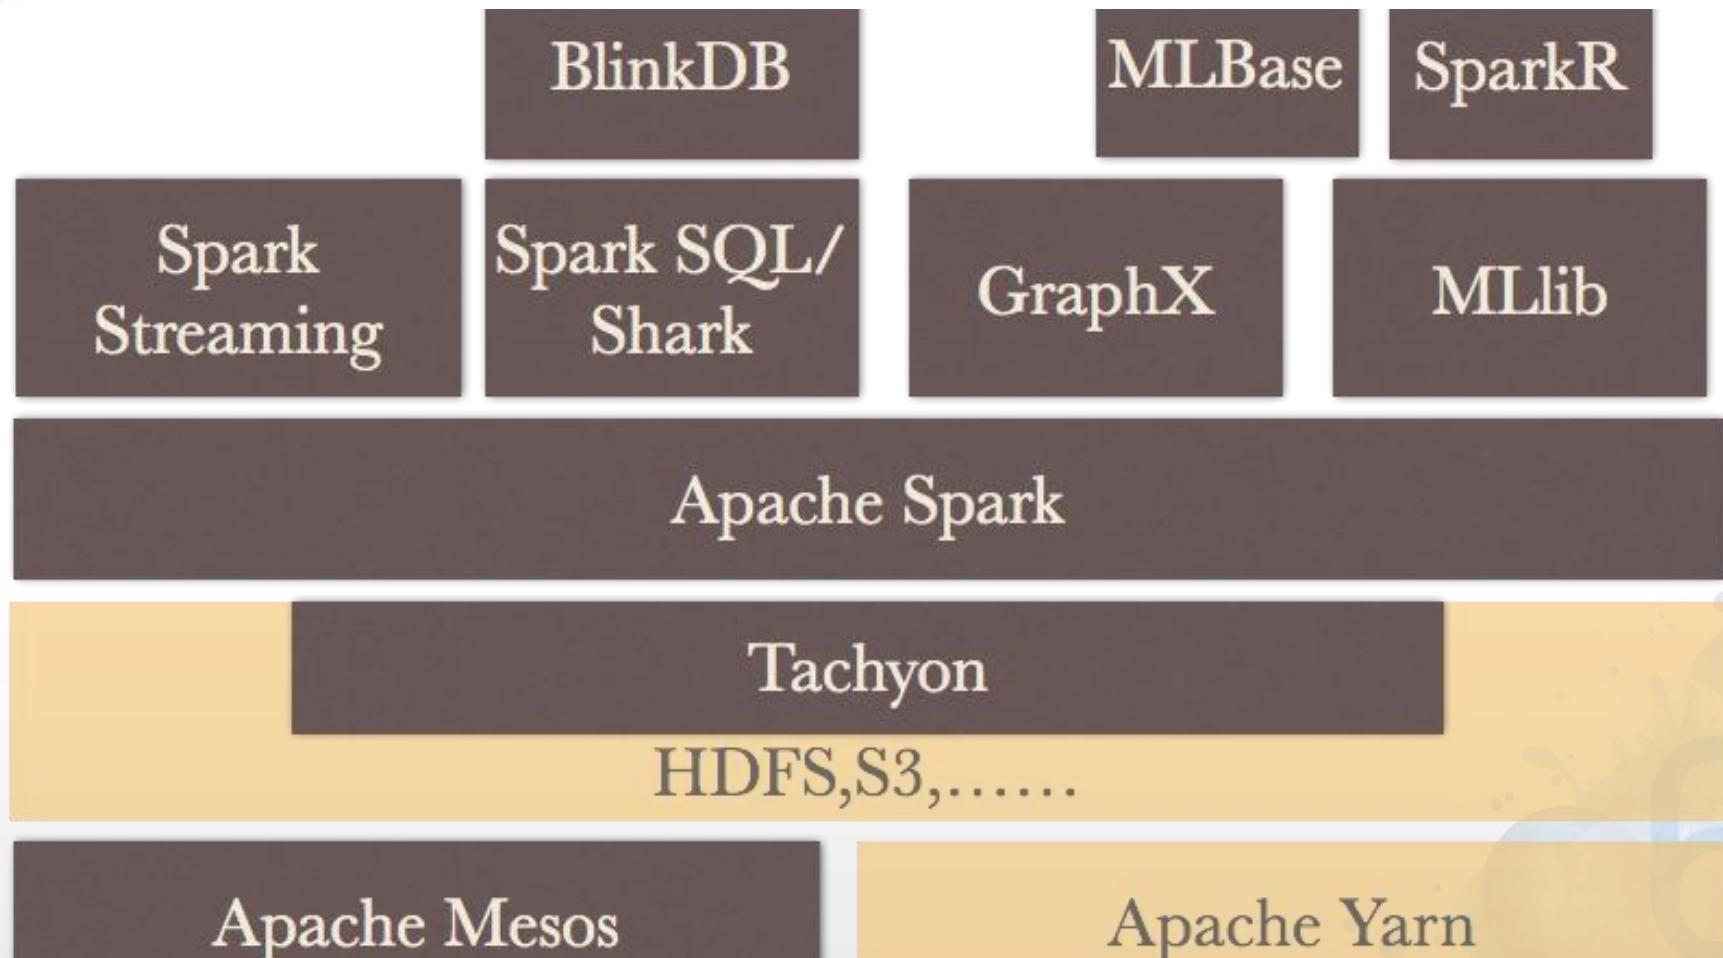 BlinkDB
MLBase
SparkR
Spark
Streaming
Spark SQL/
Shark
GraphX
MLlib
Apache Spark
Tachyon
HDFS,S3,......
Apache Mesos
Apache Yarn